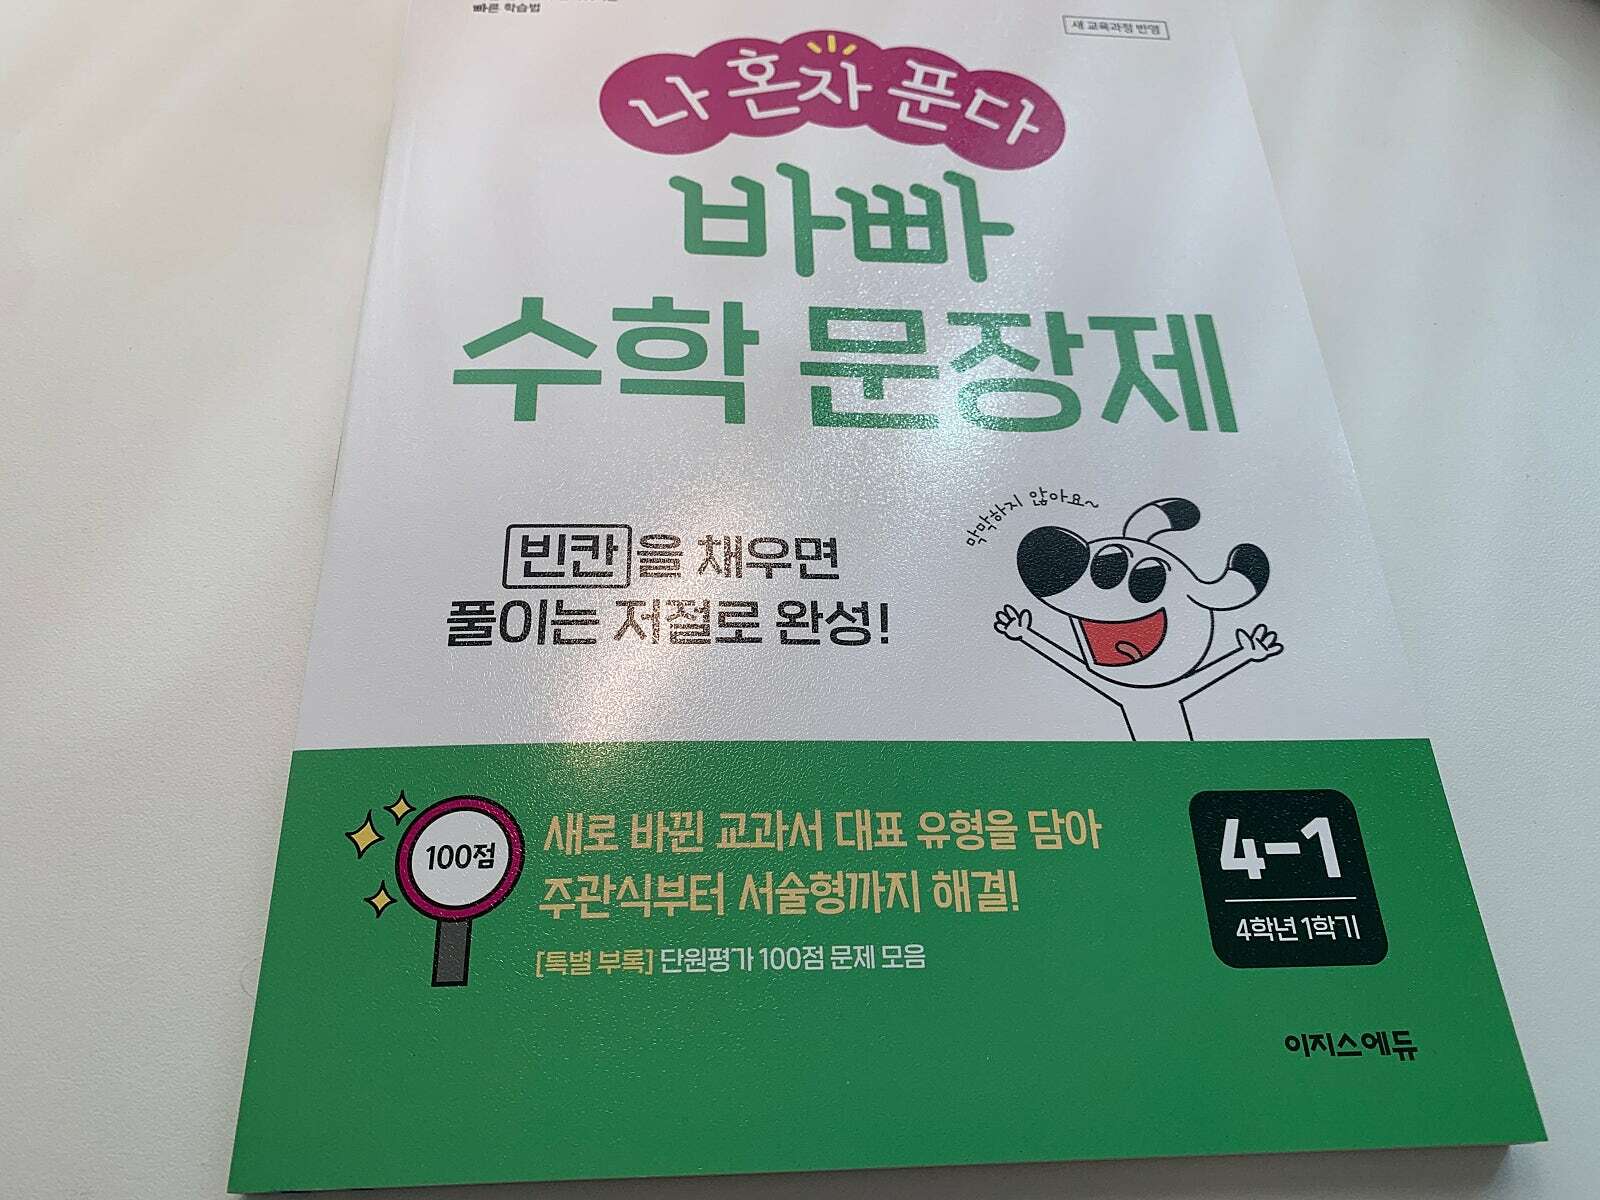 빠른 학습법
새 교육과정 반영
나 혼자 푼다
바빠
수학 문장제
막막하지 않아요~
빈칸을 채우면
풀이는 저절로 완성!
100점
새로 바뀐 교과서 대표 유형을 담아
주관식부터 서술형까지 해결!
[특별 부록] 단원평가 100점 문제 모음
4-1
4학년 1학기
이지스에듀